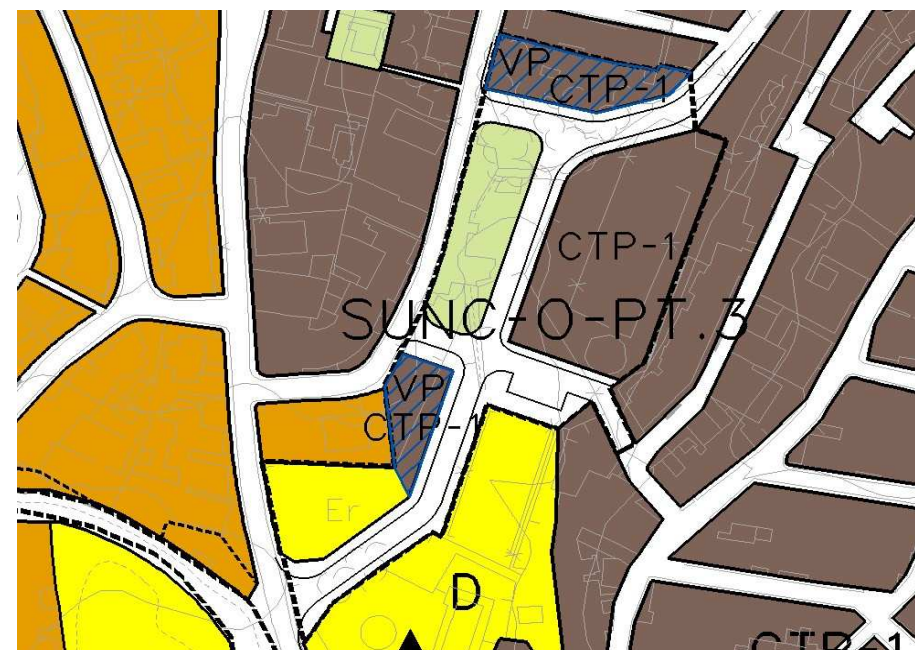 VP
CTP-1
CTP-1
SUNC-O-PT.3
VP
CTP-1
Er
D
CTP-1